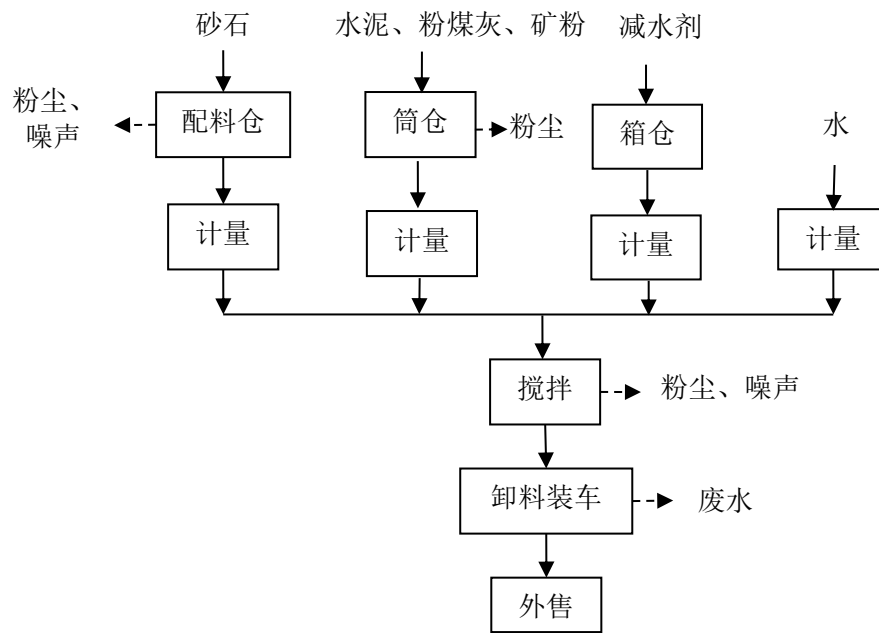 砂石
水泥、粉煤灰、矿粉
减水剂
粉尘、
噪声
配料仓
筒仓
粉尘
箱仓
水
计量
计量
计量
计量
搅拌
粉尘、噪声
卸料装车
废水
外售